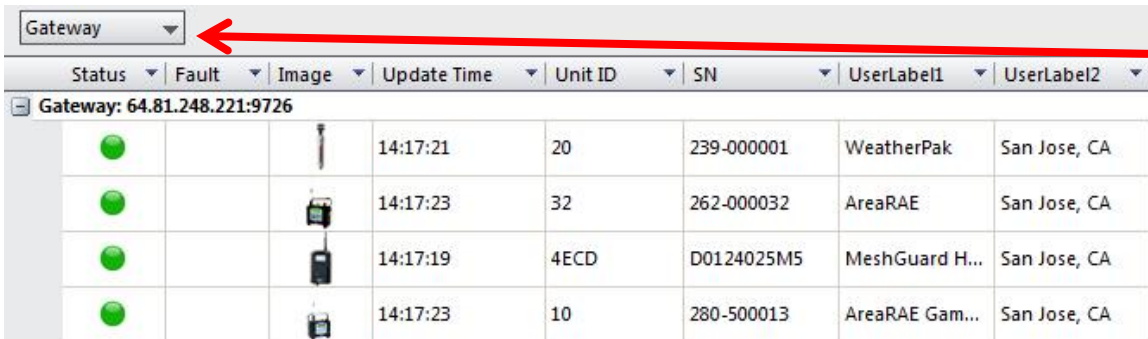 Gateway
Status Fault Image Update Time Unit ID SN UserLabel1 UserLabel2
Gateway: 64.81.248.221:9726
14:17:21 20 239-000001 WeatherPak San Jose, CA
14:17:23 32 262-000032 AreaRAE San Jose, CA
14:17:19 4ECD D0124025M5 MeshGuard H... San Jose, CA
14:17:23 10 280-500013 AreaRAE Gam... San Jose, CA